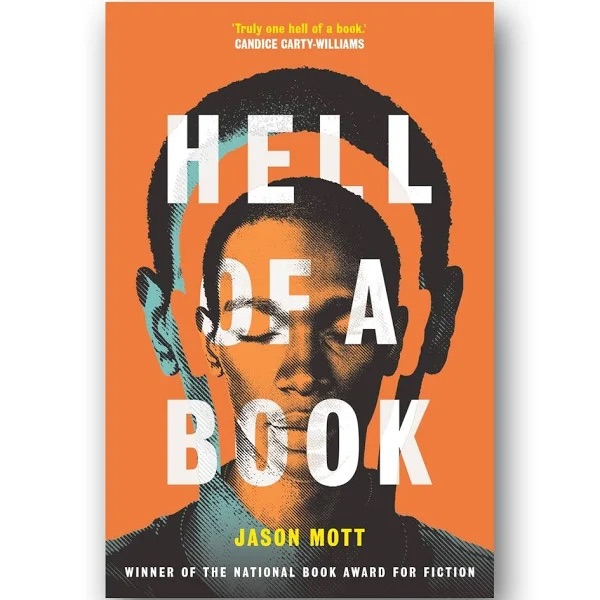 'Truly one hell of a book.'
CANDICE CARTY-WILLIAMS
HELL
OF A
BOOK
JASON MOTT
WINNER OF THE NATIONAL BOOK AWARD FOR FICTION